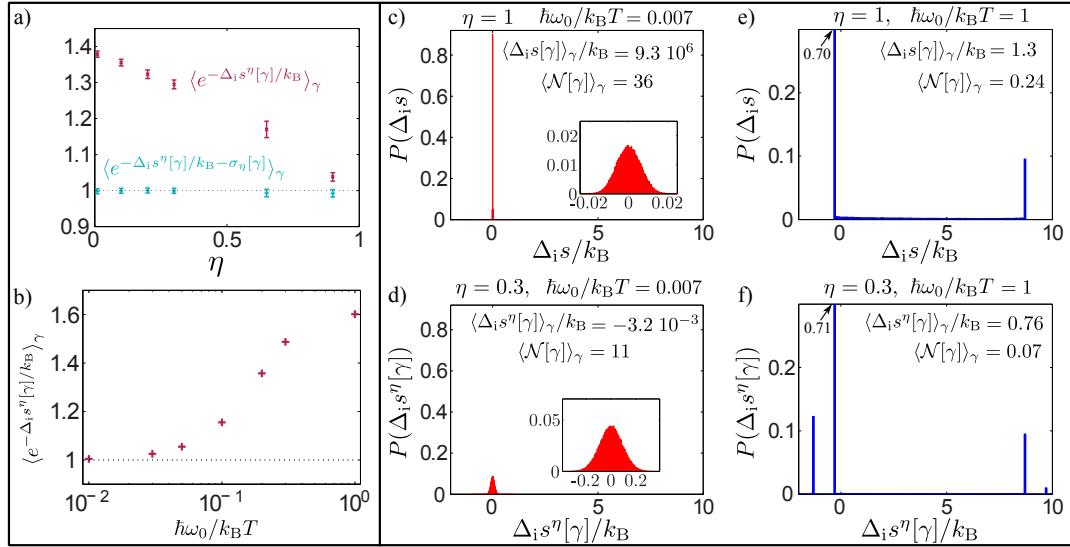 a)
1.4
1.3
1.2
1.1
1
0.9
0
0.5
1
η
⟨e^{-Δ_i s^η[γ]/k_B}⟩_γ
⟨e^{-Δ_i s^η[γ]/k_B-σ_η[γ]}⟩_γ
b)
1.6
1.4
1.2
1
10^{-2}
10^{-1}
10^{0}
ħω_0/k_BT
⟨e^{-Δ_i s^η[γ]/k_B}⟩_γ
c)
η = 1 ħω_0/k_BT = 0.007
⟨Δ_i s[γ]⟩_γ/k_B = 9.3 10^6
⟨N[γ]⟩_γ = 36
0.8
0.6
0.4
0.2
0
P(Δ_i s)
0.02
0.01
0
-0.02 0 0.02
0 5 10
Δ_i s/k_B
d)
η = 0.3, ħω_0/k_BT = 0.007
⟨Δ_i s^η[γ]⟩_γ/k_B = −3.2 10^{-3}
⟨N[γ]⟩_γ = 11
0.8
0.6
0.4
0.2
0
P(Δ_i s^η[γ])
0.05
0
-0.2 0 0.2
0 5 10
Δ_i s^η[γ]/k_B
e)
η = 1, ħω_0/k_BT = 1
0.70
⟨Δ_i s[γ]⟩_γ/k_B = 1.3
⟨N[γ]⟩_γ = 0.24
0.2
0.1
0
P(Δ_i s)
0 5 10
Δ_i s/k_B
f)
η = 0.3, ħω_0/k_BT = 1
0.71
⟨Δ_i s^η[γ]⟩_γ/k_B = 0.76
⟨N[γ]⟩_γ = 0.07
0.2
0.1
0
P(Δ_i s^η[γ])
0 5 10
Δ_i s^η[γ]/k_B